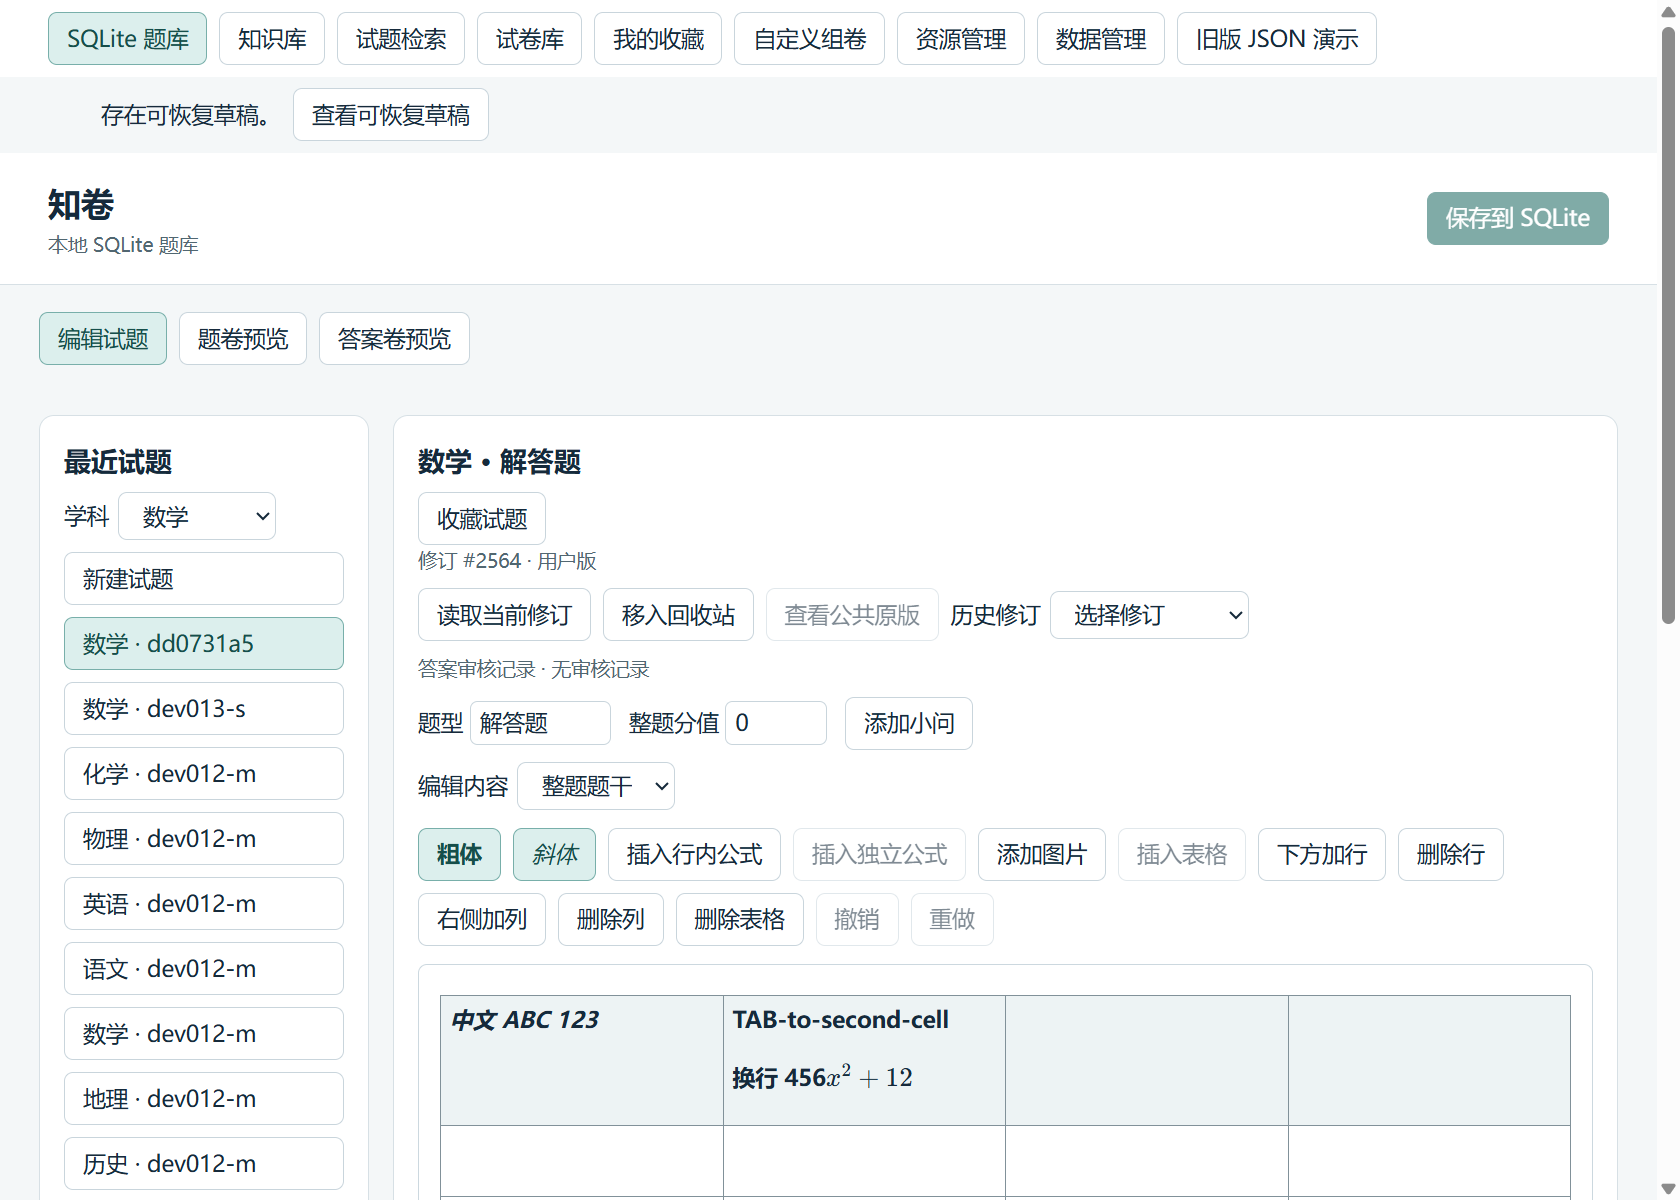 SQLite 题库 知识库 试题检索 试卷库 我的收藏 自定义组卷 资源管理 数据管理 旧版 JSON 演示
存在可恢复草稿。 查看可恢复草稿
知卷
本地 SQLite 题库
保存到 SQLite
编辑试题 题卷预览 答案卷预览
最近试题
学科 数学
新建试题
数学 · dd0731a5
数学 · dev013-s
化学 · dev012-m
物理 · dev012-m
英语 · dev012-m
语文 · dev012-m
数学 · dev012-m
地理 · dev012-m
历史 · dev012-m
数学 • 解答题
收藏试题
修订 #2564 · 用户版
读取当前修订 移入回收站 查看公共原版 历史修订 选择修订
答案审核记录 · 无审核记录
题型 解答题 整题分值 0 添加小问
编辑内容 整题题干
粗体 斜体 插入行内公式 插入独立公式 添加图片 插入表格 下方加行 删除行
右侧加列 删除列 删除表格 撤销 重做
中文 ABC 123 TAB-to-second-cell
换行 456x² + 12